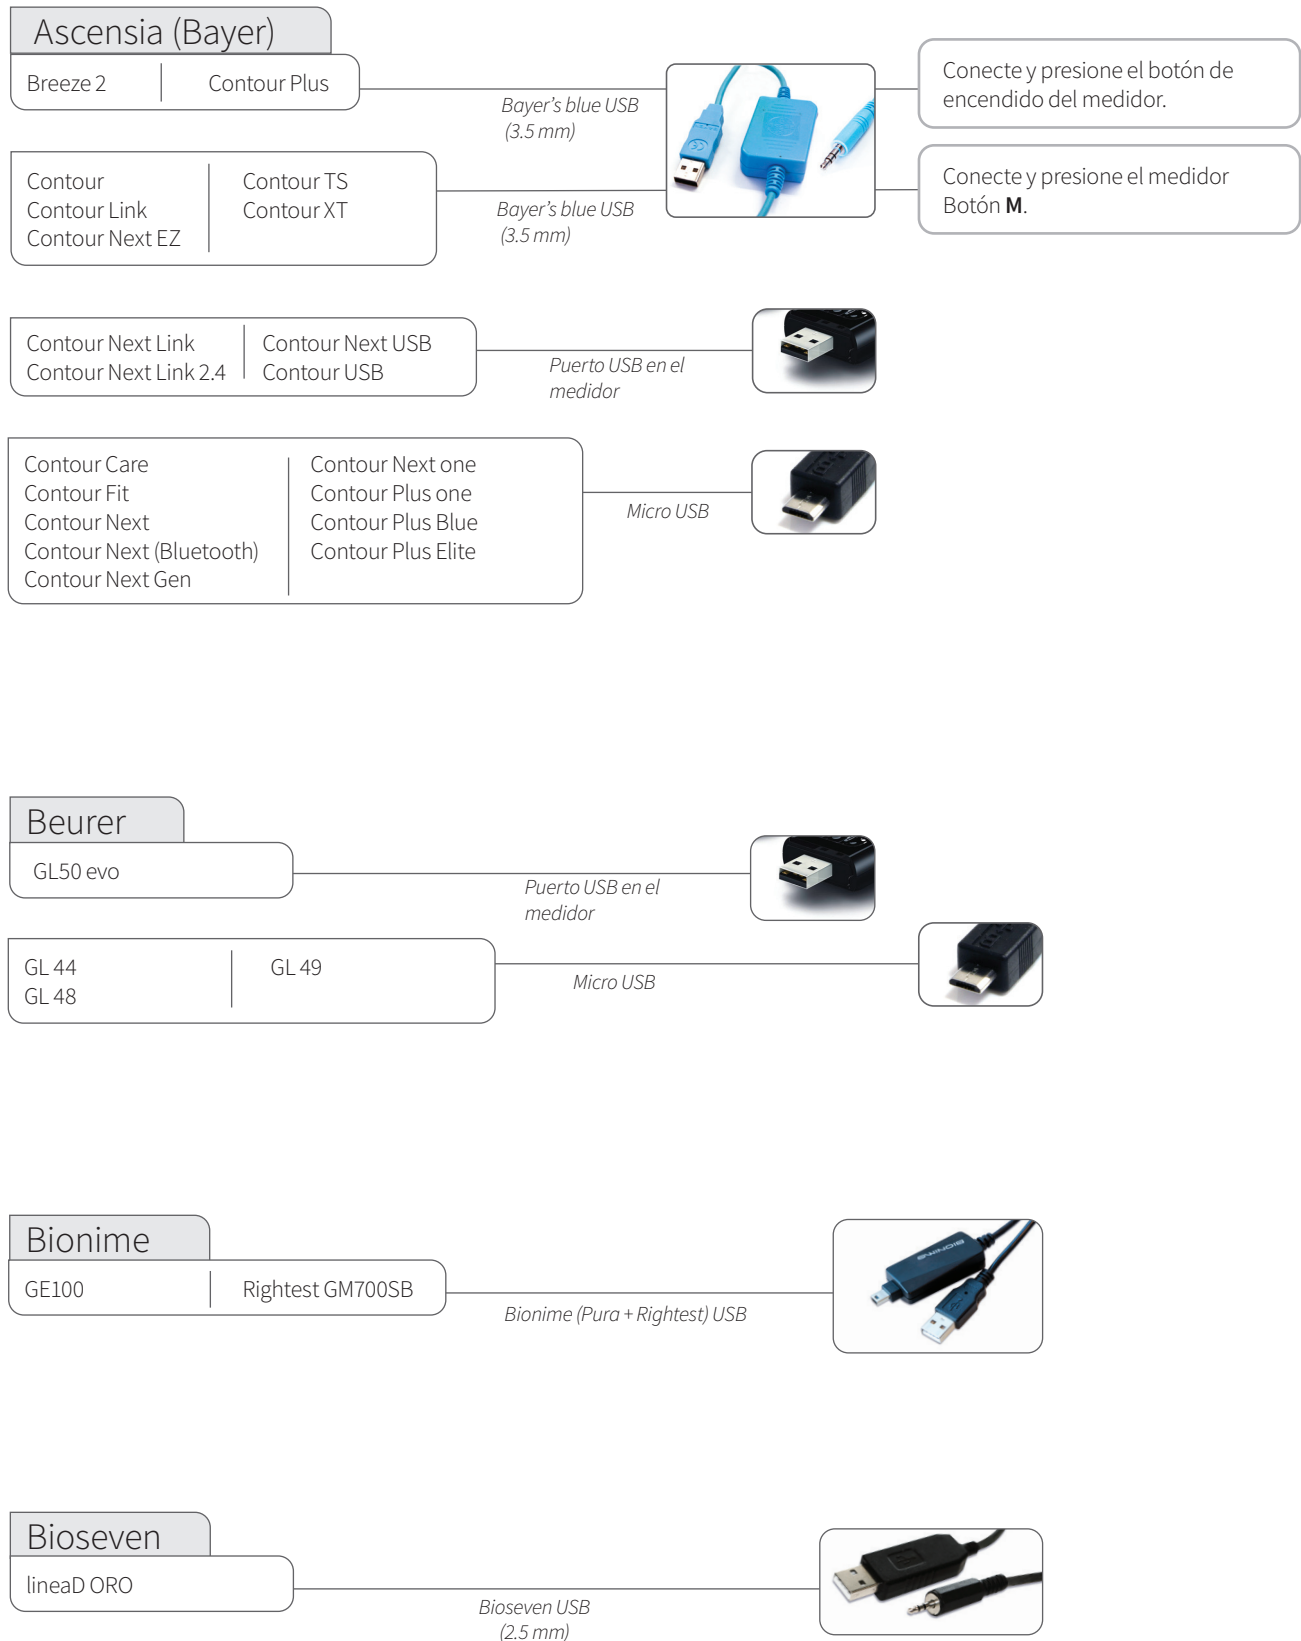 Ascensia (Bayer)
Breeze 2
Contour Plus
Bayer's blue USB
(3.5 mm)
Conecte y presione el botón de
encendido del medidor.
Contour
Contour Link
Contour Next EZ
Contour TS
Contour XT
Bayer's blue USB
(3.5 mm)
Conecte y presione el medidor
Botón M.
Contour Next Link
Contour Next Link 2.4
Contour Next USB
Contour USB
Puerto USB en el
medidor
Contour Care
Contour Fit
Contour Next
Contour Next (Bluetooth)
Contour Next Gen
Contour Next one
Contour Plus one
Contour Plus Blue
Contour Plus Elite
Micro USB
Beurer
GL50 evo
Puerto USB en el
medidor
GL 44
GL 48
GL 49
Micro USB
Bionime
GE100
Rightest GM700SB
Bionime (Pura + Rightest) USB
BIONIME
Bioseven
lineaD ORO
Bioseven USB
(2.5 mm)